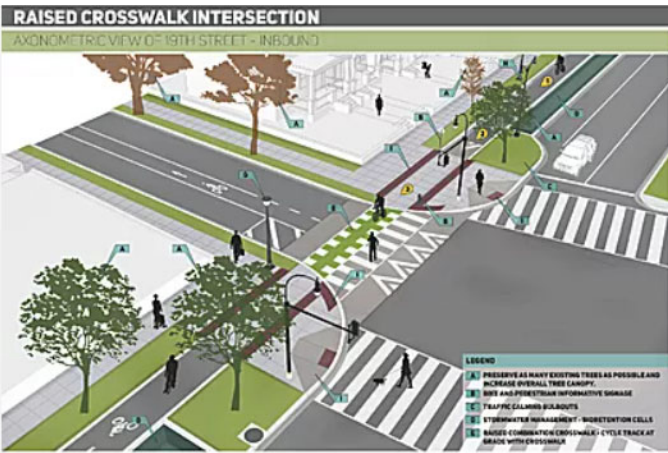 RAISED CROSSWALK INTERSECTION
AXONOMETRIC VIEW OF 19TH STREET - INBOUND
LEGEND
A PRESERVE AS MANY EXISTING TREES AS POSSIBLE AND
INCREASE OVERALL TREE CANOPY.
B BIKE AND PEDESTRIAN INFORMATIVE SIGNAGE
C TRAFFIC CALMING BULBOUTS
STORMWATER MANAGEMENT - BIORETENTION CELLS
RAISED COMBINATION CROSSWALK - CYCLE TRACK AT
GRADE WITH CROSSWALK